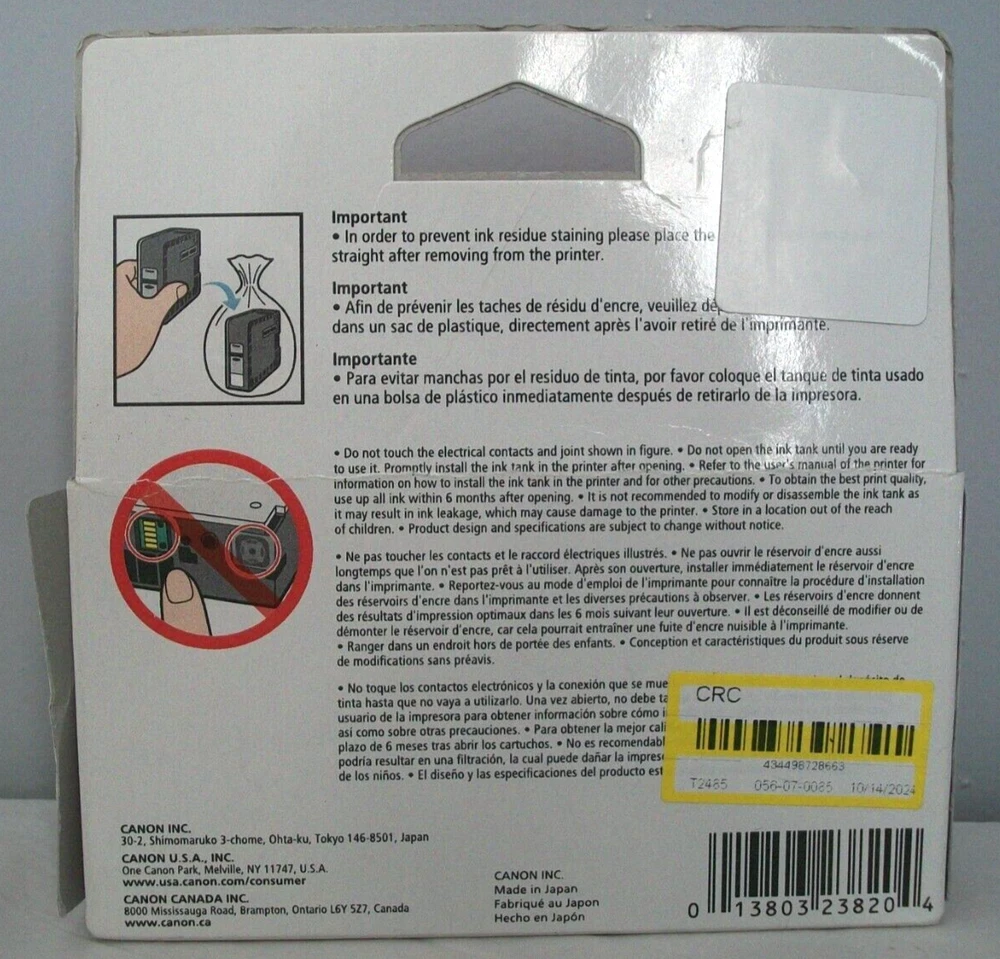 Important
• In order to prevent ink residue staining please place the
straight after removing from the printer.
Important
• Afin de prévenir les taches de résidu d'encre, veuillez
dans un sac de plastique, directement après l'avoir retiré de l'imprimante.
Importante
• Para evitar manchas por el residuo de tinta, por favor coloque el tanque de tinta usado
en una bolsa de plástico inmediatamente después de retirarlo de la impresora.
• Do not touch the electrical contacts and joint shown in figure. • Do not open the ink tank until you are ready
to use it. Promptly install the ink tank in the printer after opening. • Refer to the user's manual of the printer for
information on how to install the ink tank in the printer and for other precautions. • To obtain the best print quality,
use up all ink within 6 months after opening. • It is not recommended to modify or disassemble the ink tank as
it may result in ink leakage, which may cause damage to the printer. • Store in a location out of the reach
of children. • Product design and specifications are subject to change without notice.
• Ne pas toucher les contacts et le raccord électriques illustrés. • Ne pas ouvrir le réservoir d'encre aussi
longtemps que l'on n'est pas prêt à l'utiliser. Après son ouverture, installer immédiatement le réservoir d'encre
dans l'imprimante. • Reportez-vous au mode d'emploi de l'imprimante pour connaître la procédure d'installation
des réservoirs d'encre dans l'imprimante et les diverses précautions à observer. • Les réservoirs d'encre donnent
des résultats d'impression optimaux dans les 6 mois suivant leur ouverture. • Il est déconseillé de modifier ou de
démonter le réservoir d'encre, car cela pourrait entraîner une fuite d'encre nuisible à l'imprimante.
• Ranger dans un endroit hors de portée des enfants. • Conception et caractéristiques du produit sous réserve
de modifications sans préavis.
• No toque los contactos electrónicos y la conexión que se
tinta hasta que no vaya a utilizarlo. Una vez abierto, no debe
usuario de la impresora para obtener información sobre cómo
así como sobre otras precauciones. • Para obtener la mejor
plazo de 6 meses tras abrir los cartuchos. • No es
podría resultar en una filtración, la cual puede dañar la
de los niños. • El diseño y las especificaciones del producto
CRC
434498728663
T2485 056-07-0085 10/14/2024
CANON INC.
30-2, Shimomaruko 3-chome, Ohta-ku, Tokyo 146-8501, Japan
CANON U.S.A., INC.
One Canon Park, Melville, NY 11747, U.S.A.
www.usa.canon.com/consumer
CANON CANADA INC.
8000 Mississauga Road, Brampton, Ontario L6Y 5Z7, Canada
www.canon.ca
CANON INC.
Made in Japan
Fabriqué au Japon
Hecho en Japón
0 13803 23820 4